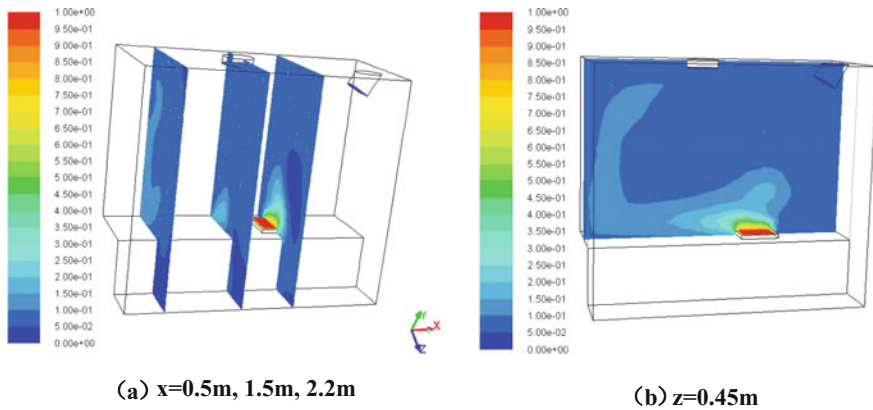 1.00e+00
9.50e-01
9.00e-01
8.50e-01
8.00e-01
7.50e-01
7.00e-01
6.50e-01
6.00e-01
5.50e-01
5.00e-01
4.50e-01
4.00e-01
3.50e-01
3.00e-01
2.50e-01
2.00e-01
1.50e-01
1.00e-01
5.00e-02
0.00e+00
Y
X
Z
(a) x=0.5m, 1.5m, 2.2m
1.00e+00
9.50e-01
9.00e-01
8.50e-01
8.00e-01
7.50e-01
7.00e-01
6.50e-01
6.00e-01
5.50e-01
5.00e-01
4.50e-01
4.00e-01
3.50e-01
3.00e-01
2.50e-01
2.00e-01
1.50e-01
1.00e-01
5.00e-02
0.00e+00
(b) z=0.45m